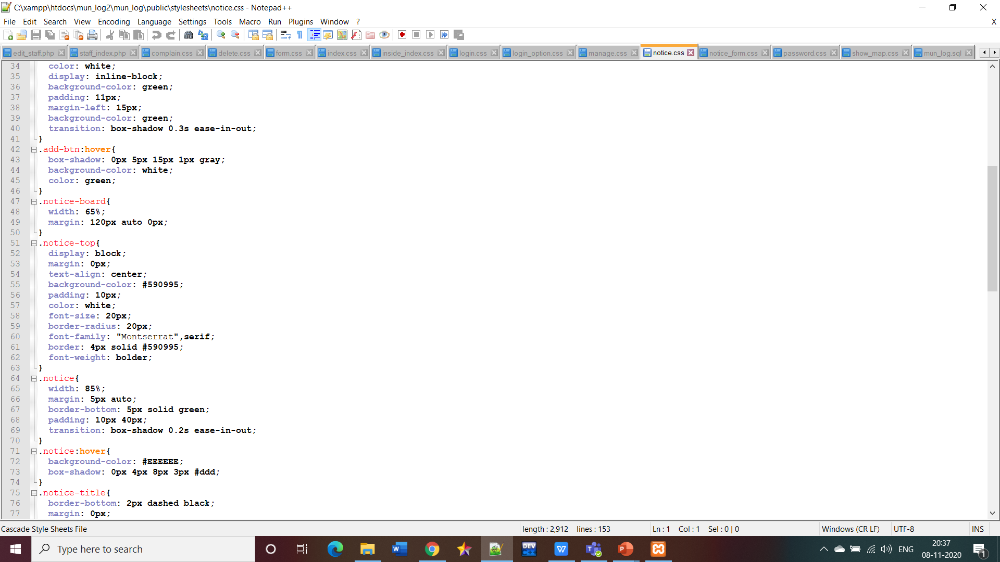 C:\xampp\htdocs\mun_log2\mun_log\public\stylesheets\notice.css - Notepad++
File Edit Search View Encoding Language Settings Tools Macro Run Plugins Window ? X
edit_staff.php staff_index.php complain.css delete.css form.css index.css inside_index.css login.css login_option.css manage.css notice.css notice_form.css password.css show_map.css mun_log.sql
34 color: white;
35 display: inline-block;
36 background-color: green;
37 padding: 11px;
38 margin-left: 15px;
39 background-color: green;
40 transition: box-shadow 0.3s ease-in-out;
41 }
42 .add-btn:hover{
43 box-shadow: 0px 5px 15px 1px gray;
44 background-color: white;
45 color: green;
46 }
47 .notice-board{
48 width: 65%;
49 margin: 120px auto 0px;
50 }
51 .notice-top{
52 display: block;
53 margin: 0px;
54 text-align: center;
55 background-color: #590995;
56 padding: 10px;
57 color: white;
58 font-size: 20px;
59 border-radius: 20px;
60 font-family: "Montserrat",serif;
61 border: 4px solid #590995;
62 font-weight: bolder;
63 }
64 .notice{
65 width: 85%;
66 margin: 5px auto;
67 border-bottom: 5px solid green;
68 padding: 10px 40px;
69 transition: box-shadow 0.2s ease-in-out;
70 }
71 .notice:hover{
72 background-color: #EEEEEE;
73 box-shadow: 0px 4px 8px 3px #ddd;
74 }
75 .notice-title{
76 border-bottom: 2px dashed black;
77 margin: 0px;
Cascade Style Sheets File length : 2,912 lines : 153 Ln : 1 Col : 1 Sel : 0 | 0 Windows (CR LF) UTF-8 INS
Type here to search DEV C++ ENG 20:37
08-11-2020 1